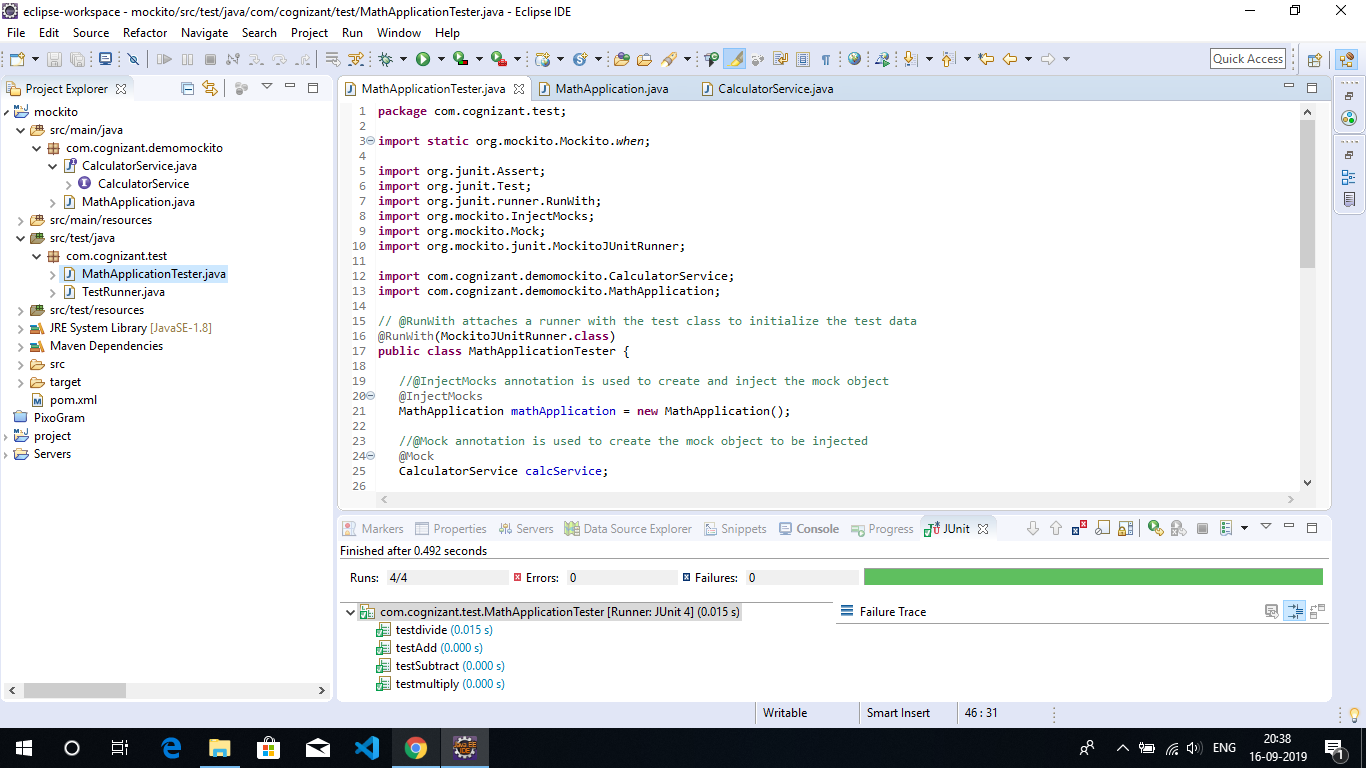 eclipse-workspace - mockito/src/test/java/com/cognizant/test/MathApplicationTester.java - Eclipse IDE
File Edit Source Refactor Navigate Search Project Run Window Help
Quick Access
Project Explorer
mockito
src/main/java
com.cognizant.demomockito
CalculatorService.java
CalculatorService
MathApplication.java
src/main/resources
src/test/java
com.cognizant.test
MathApplicationTester.java
TestRunner.java
src/test/resources
JRE System Library [JavaSE-1.8]
Maven Dependencies
src
target
pom.xml
PixoGram
project
Servers
MathApplicationTester.java MathApplication.java CalculatorService.java
1 package com.cognizant.test;
2
3 import static org.mockito.Mockito.when;
4
5 import org.junit.Assert;
6 import org.junit.Test;
7 import org.junit.runner.RunWith;
8 import org.mockito.InjectMocks;
9 import org.mockito.Mock;
10 import org.mockito.junit.MockitoJUnitRunner;
11
12 import com.cognizant.demomockito.CalculatorService;
13 import com.cognizant.demomockito.MathApplication;
14
15 // @RunWith attaches a runner with the test class to initialize the test data
16 @RunWith(MockitoJUnitRunner.class)
17 public class MathApplicationTester {
18
19 //@InjectMocks annotation is used to create and inject the mock object
20 @InjectMocks
21 MathApplication mathApplication = new MathApplication();
22
23 //@Mock annotation is used to create the mock object to be injected
24 @Mock
25 CalculatorService calcService;
26
Markers Properties Servers Data Source Explorer Snippets Console Progress JUnit
Finished after 0.492 seconds
Runs: 4/4 Errors: 0 Failures: 0
com.cognizant.test.MathApplicationTester [Runner: JUnit 4] (0.015 s)
testdivide (0.015 s)
testAdd (0.000 s)
testSubtract (0.000 s)
testmultiply (0.000 s)
Failure Trace
Writable Smart Insert 46 : 31
ENG
20:38
16-09-2019
1